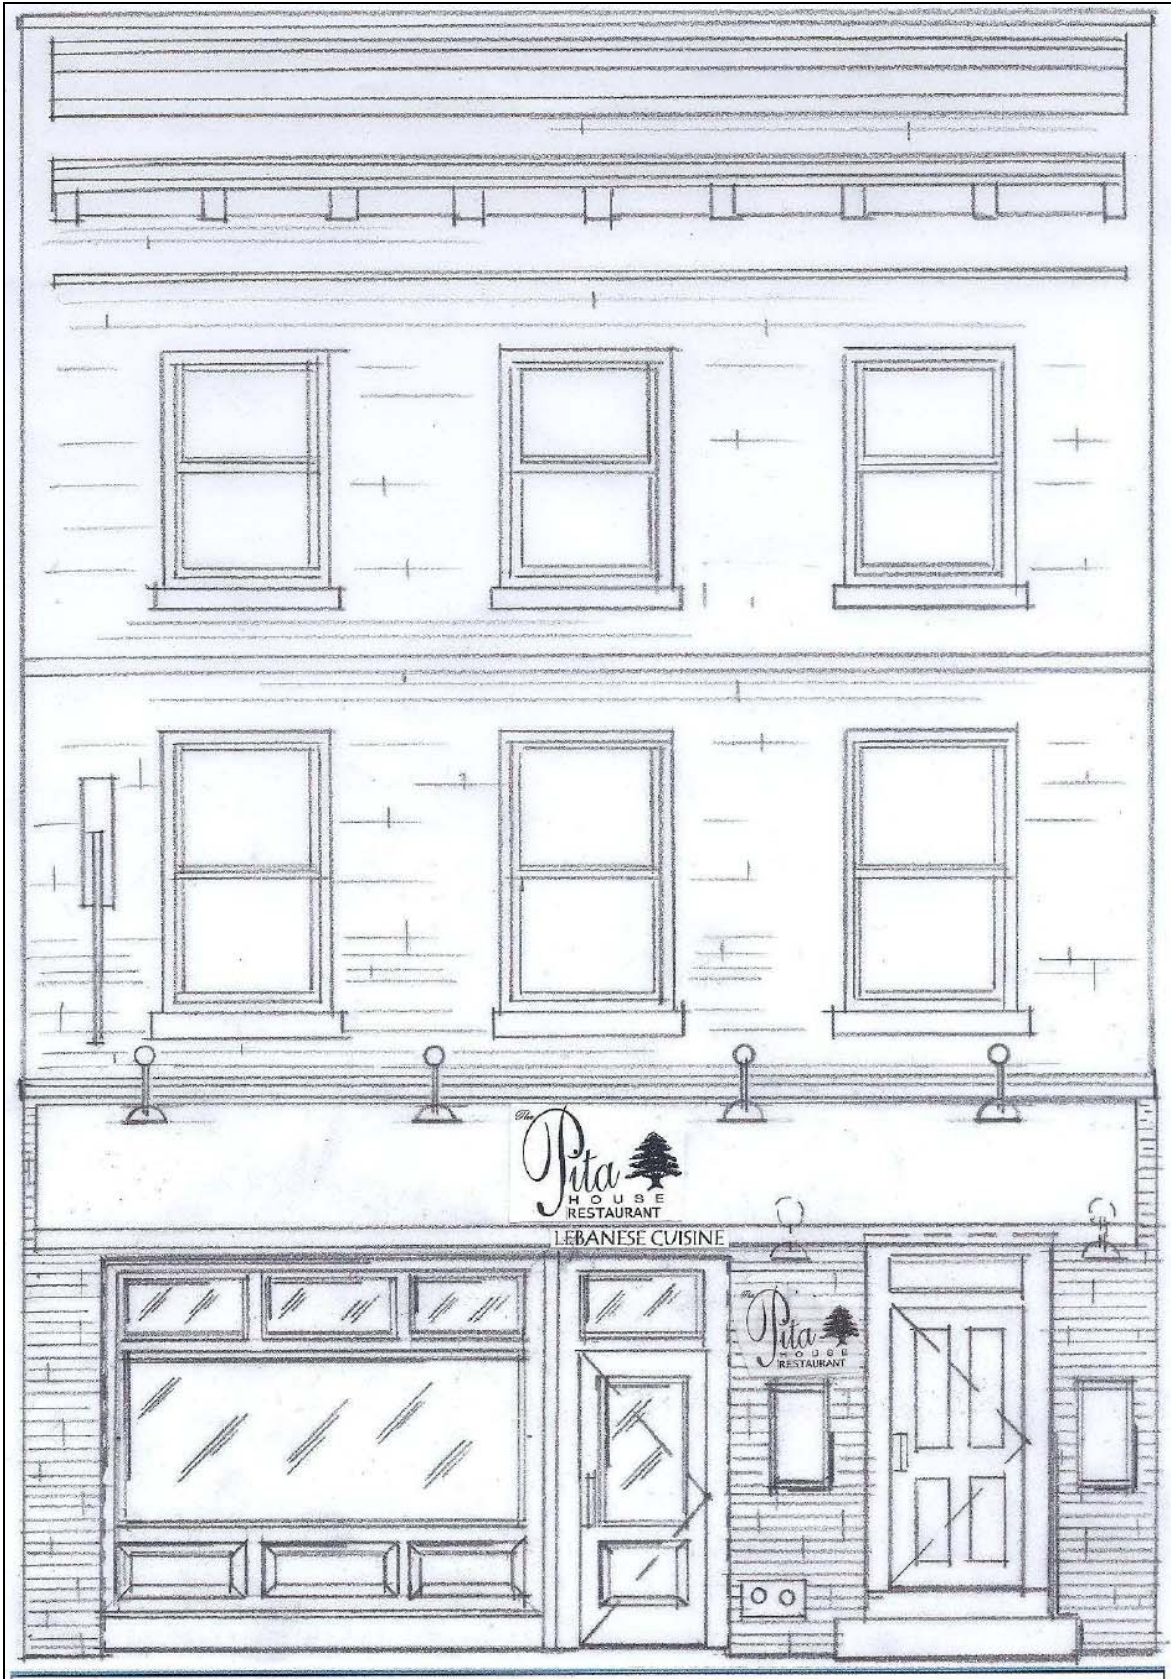 The
Pita
HOUSE
RESTAURANT
LEBANESE CUISINE
The
Pita
HOUSE
RESTAURANT